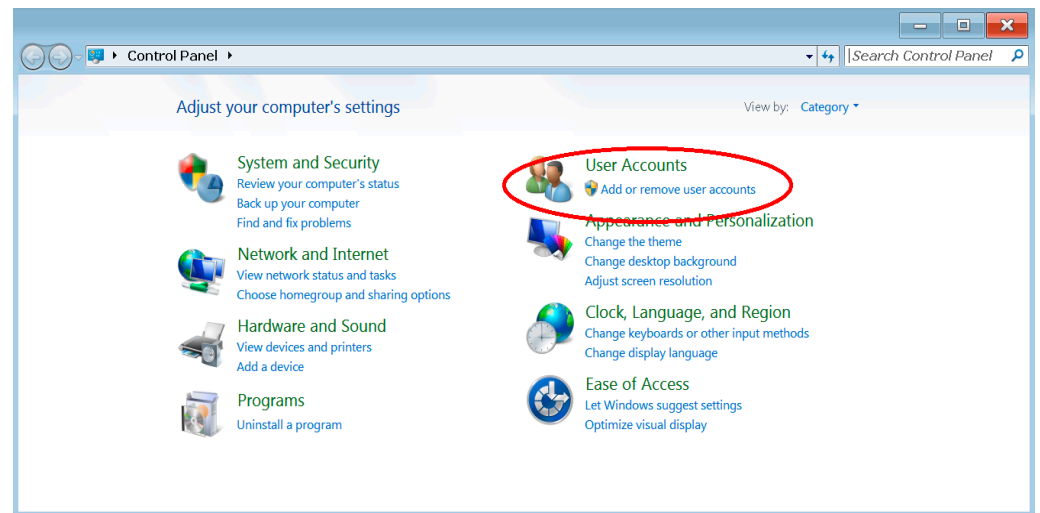 Control Panel
Search Control Panel
Adjust your computer's settings
View by: Category
System and Security
Review your computer's status
Back up your computer
Find and fix problems
Network and Internet
View network status and tasks
Choose homegroup and sharing options
Hardware and Sound
View devices and printers
Add a device
Programs
Uninstall a program
User Accounts
Add or remove user accounts
Appearance and Personalization
Change the theme
Change desktop background
Adjust screen resolution
Clock, Language, and Region
Change keyboards or other input methods
Change display language
Ease of Access
Let Windows suggest settings
Optimize visual display